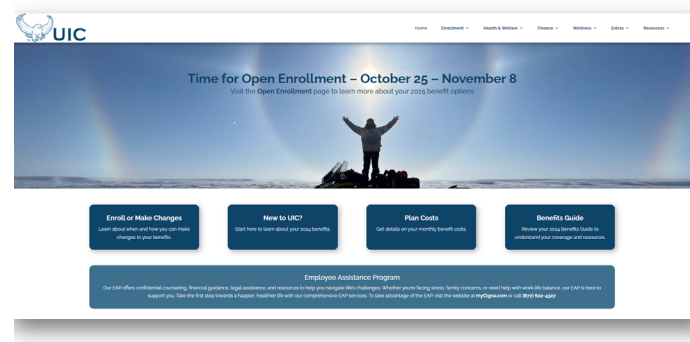 UIC
Home Enrollment Health & Welfare Finance Wellness Extras Resources
Time for Open Enrollment – October 25 – November 8
Visit the Open Enrollment page to learn more about your 2025 benefit options
Enroll or Make Changes
Learn about when and how you can make
changes to your benefits.
New to UIC?
Start here to learn about your 2024 benefits.
Plan Costs
Get details on your monthly benefit costs.
Benefits Guide
Review your 2024 Benefits Guide to
understand your coverage and resources.
Employee Assistance Program
Our EAP offers confidential counseling, financial guidance, legal assistance, and resources to help you navigate life's challenges. Whether you're facing stress, family concerns, or need help with work-life balance, our EAP is here to
support you. Take the first step towards a happier, healthier life with our comprehensive EAP services. To take advantage of the EAP, visit the website at myCigna.com or call (877) 622-4327.